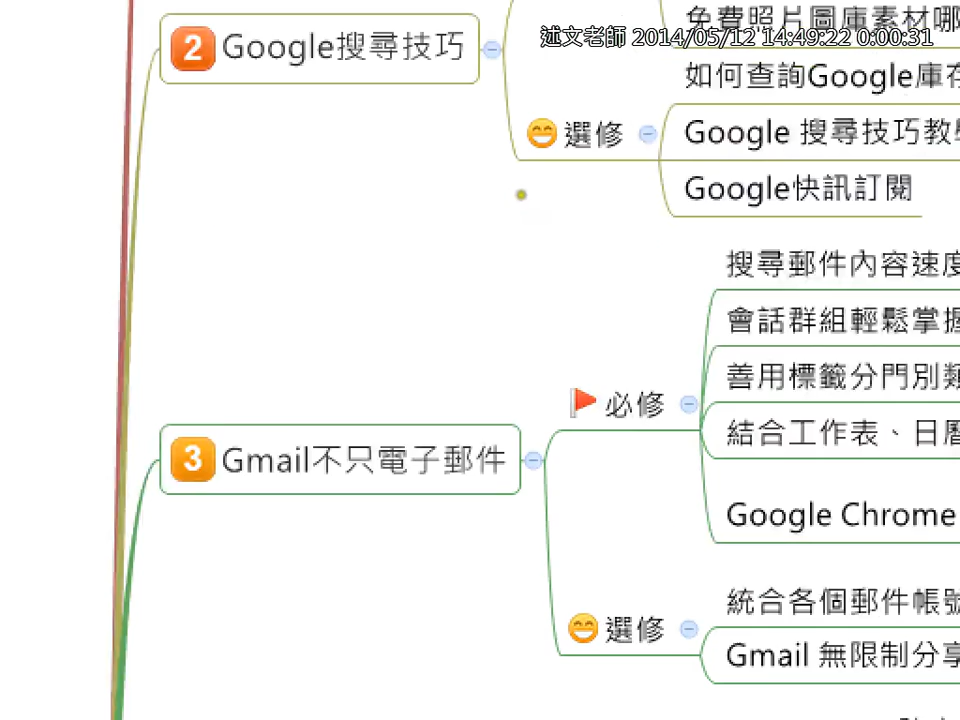 免費照片圖庫素材哪
述文老師 2014/05/12 14:49:22 0:00:31
2 Google搜尋技巧
如何查詢Google庫存
選修
Google 搜尋技巧教學
Google快訊訂閱
搜尋郵件內容速度
會話群組輕鬆掌握
善用標籤分門別類
必修
結合工作表、日曆
3 Gmail不只電子郵件
Google Chrome
統合各個郵件帳號
選修
Gmail 無限制分享